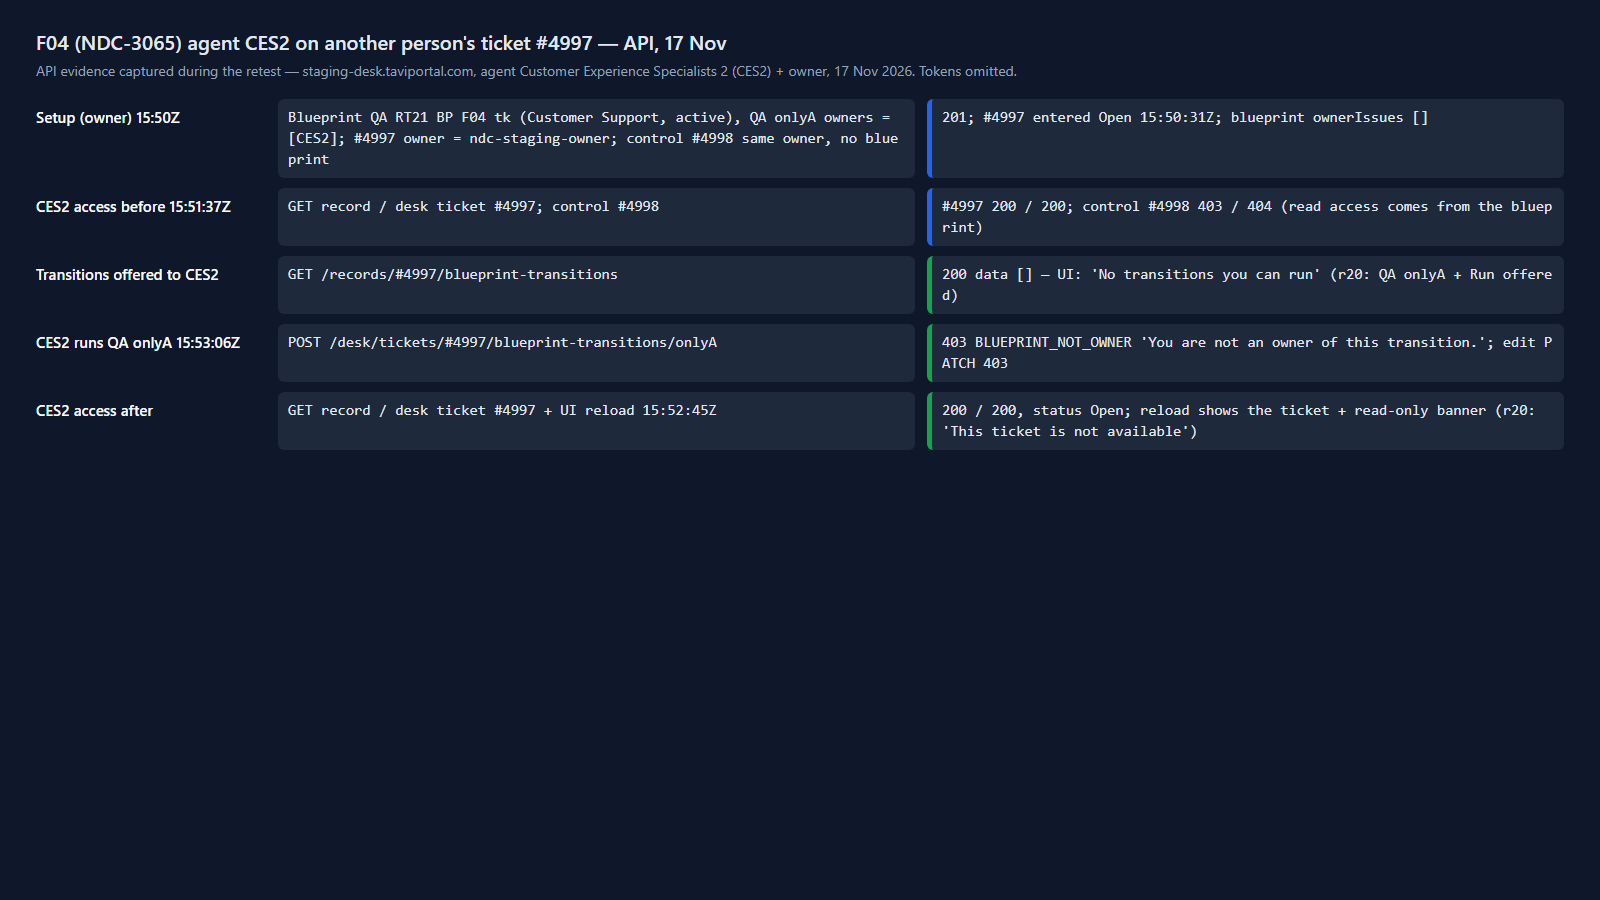 F04 (NDC-3065) agent CES2 on another person's ticket #4997 — API, 17 Nov
API evidence captured during the retest — staging-desk.taviportal.com, agent Customer Experience Specialists 2 (CES2) + owner, 17 Nov 2026. Tokens omitted.
Setup (owner) 15:50Z
Blueprint QA RT21 BP F04 tk (Customer Support, active), QA onlyA owners =
[CES2]; #4997 owner = ndc-staging-owner; control #4998 same owner, no blue
print
201; #4997 entered Open 15:50:31Z; blueprint ownerIssues []
CES2 access before 15:51:37Z
GET record / desk ticket #4997; control #4998
#4997 200 / 200; control #4998 403 / 404 (read access comes from the bluep
rint)
Transitions offered to CES2
GET /records/#4997/blueprint-transitions
200 data [] — UI: 'No transitions you can run' (r20: QA onlyA + Run offere
d)
CES2 runs QA onlyA 15:53:06Z
POST /desk/tickets/#4997/blueprint-transitions/onlyA
403 BLUEPRINT_NOT_OWNER 'You are not an owner of this transition.'; edit P
ATCH 403
CES2 access after
GET record / desk ticket #4997 + UI reload 15:52:45Z
200 / 200, status Open; reload shows the ticket + read-only banner (r20:
'This ticket is not available')